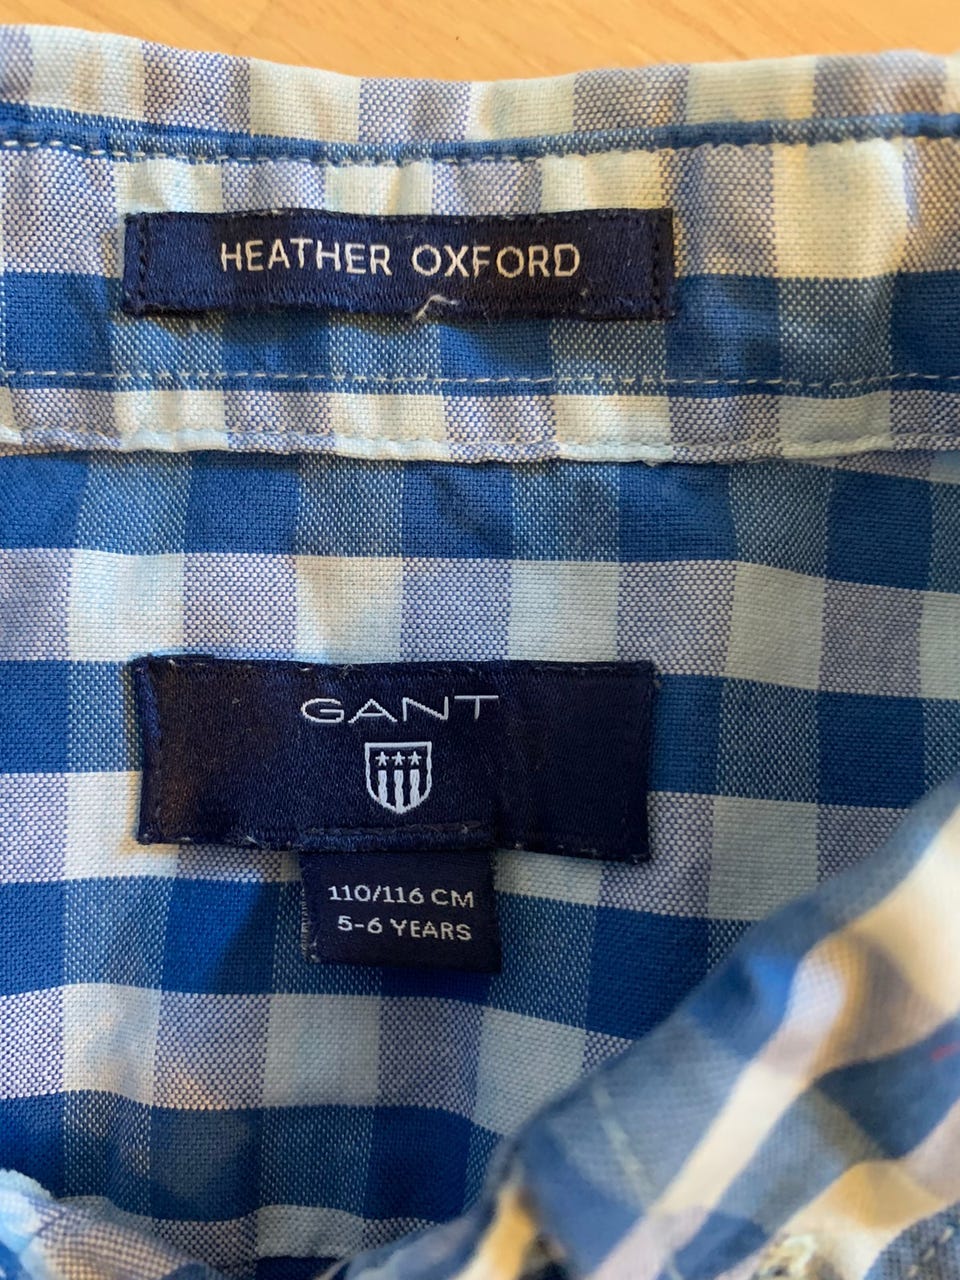 HEATHER OXFORD
GANT
110/116 CM
5-6 YEARS